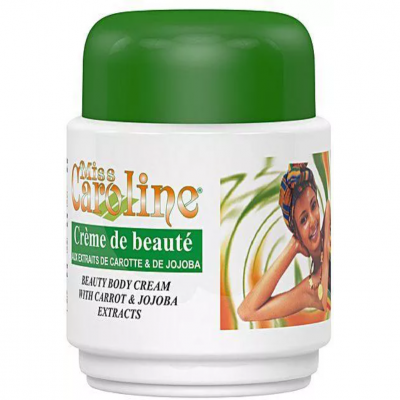 Miss
Caroline®
Crème de beauté
AUX EXTRAITS DE CAROTTE & DE JOJOBA
BEAUTY BODY CREAM
WITH CARROT & JOJOBA
EXTRACTS